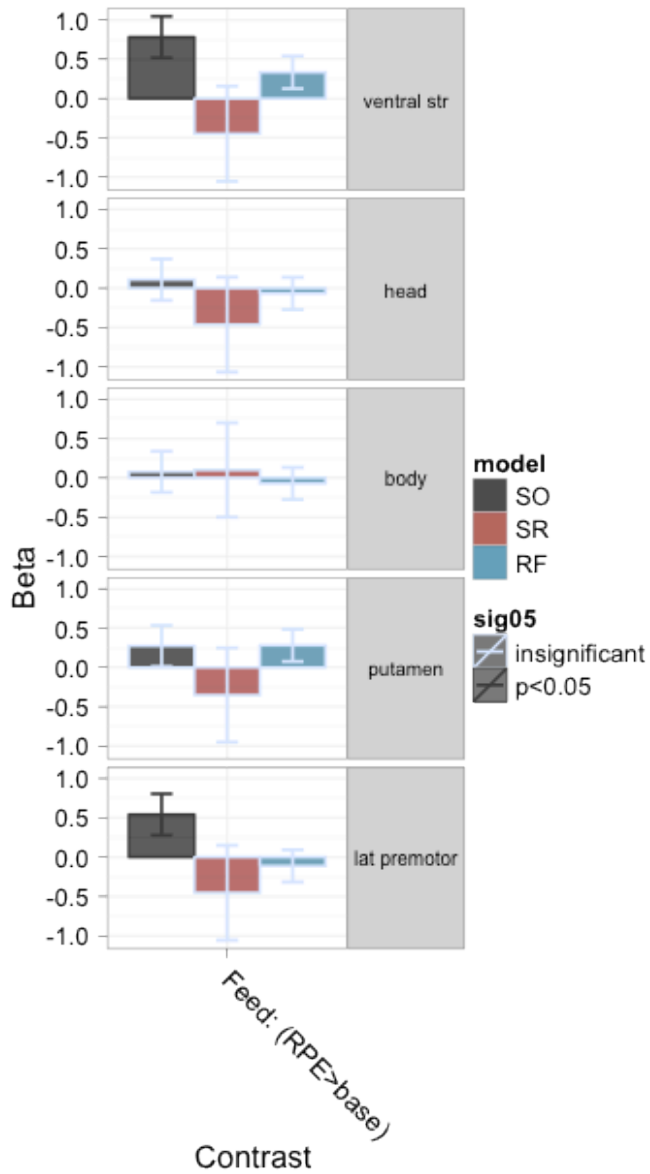 1.0
0.5
0.0
-0.5
-1.0
ventral str
1.0
0.5
0.0
-0.5
-1.0
head
1.0
0.5
0.0
-0.5
-1.0
body
1.0
0.5
0.0
-0.5
-1.0
putamen
1.0
0.5
0.0
-0.5
-1.0
lat premotor
Beta
Feed: (RPE>base)
Contrast
model
SO
SR
RF
sig05
insignificant
p<0.05